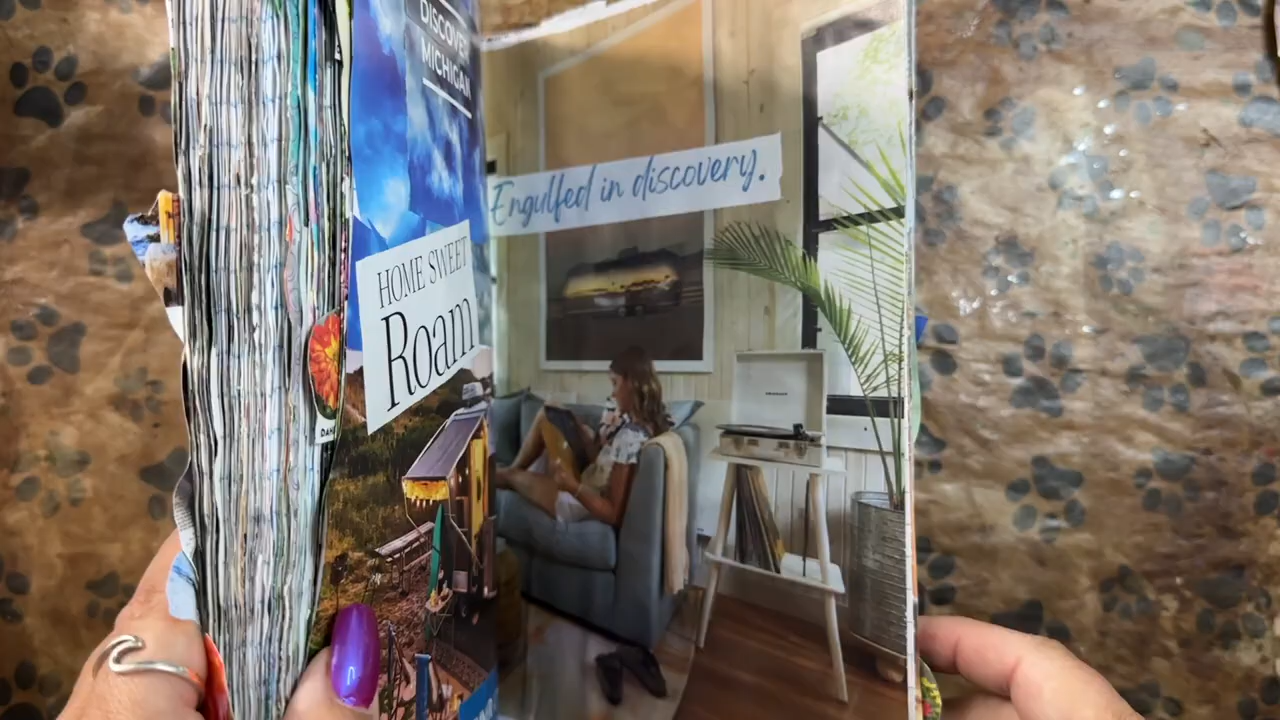 DISCOVER
MICHIGAN
HOME SWEET
Roam
Engulfed in discovery.